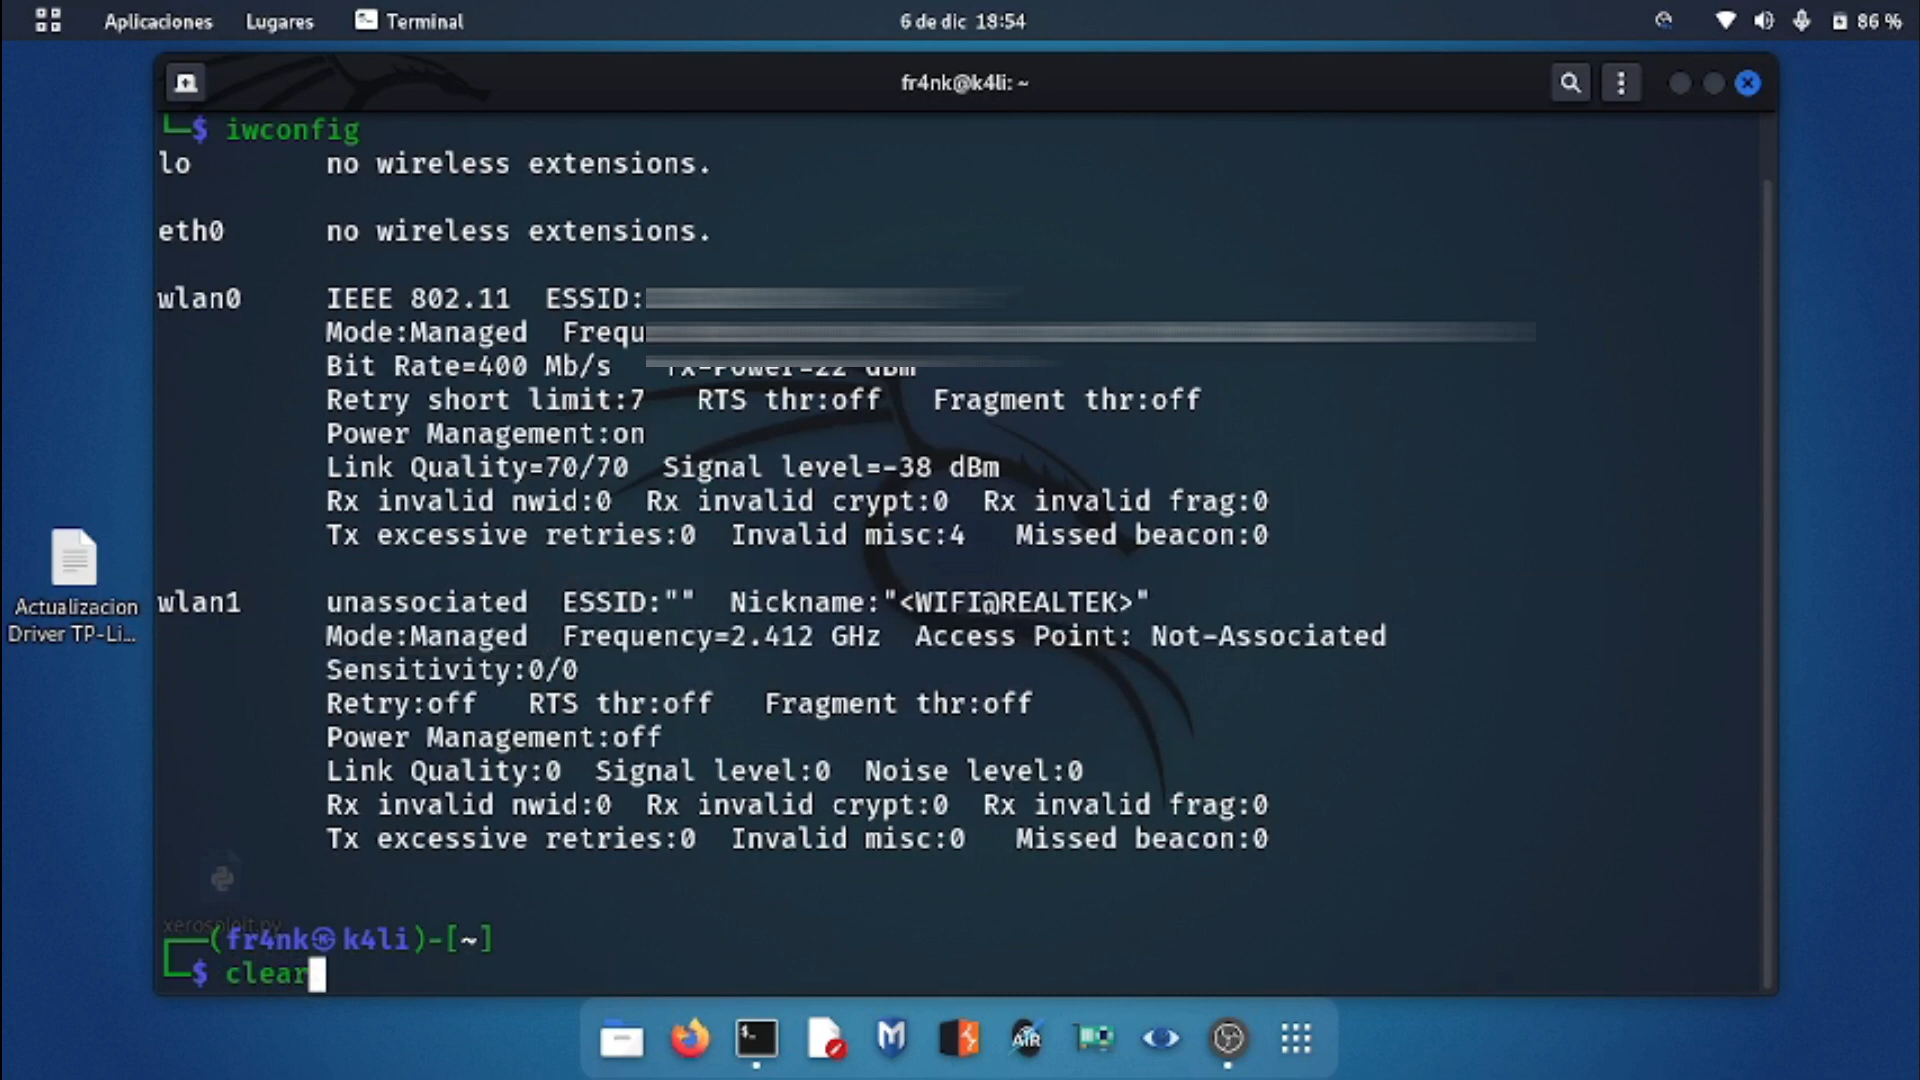 Aplicaciones Lugares Terminal 6 de dic 18:54 86 %
fr4nk@k4li: ~
└─$ iwconfig
lo no wireless extensions.
eth0 no wireless extensions.
wlan0 IEEE 802.11 ESSID:
Mode:Managed Frequ
Bit Rate=400 Mb/s Tx-Power=22 dBm
Retry short limit:7 RTS thr:off Fragment thr:off
Power Management:on
Link Quality=70/70 Signal level=-38 dBm
Rx invalid nwid:0 Rx invalid crypt:0 Rx invalid frag:0
Tx excessive retries:0 Invalid misc:4 Missed beacon:0
wlan1 unassociated ESSID:"" Nickname:"<WIFI@REALTEK>"
Mode:Managed Frequency=2.412 GHz Access Point: Not-Associated
Sensitivity:0/0
Retry:off RTS thr:off Fragment thr:off
Power Management:off
Link Quality:0 Signal level:0 Noise level:0
Rx invalid nwid:0 Rx invalid crypt:0 Rx invalid frag:0
Tx excessive retries:0 Invalid misc:0 Missed beacon:0
xerosploit.py
┌──(fr4nk㉿k4li)-[~]
└─$ clear
Actualizacion
Driver TP-Li...
AIR